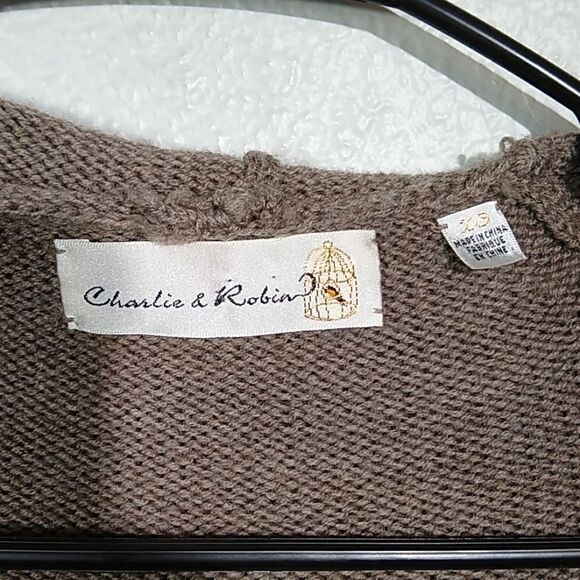 Charlie & Robin
XS
MADE IN CHINA
FABRIQUE
EN CHINE